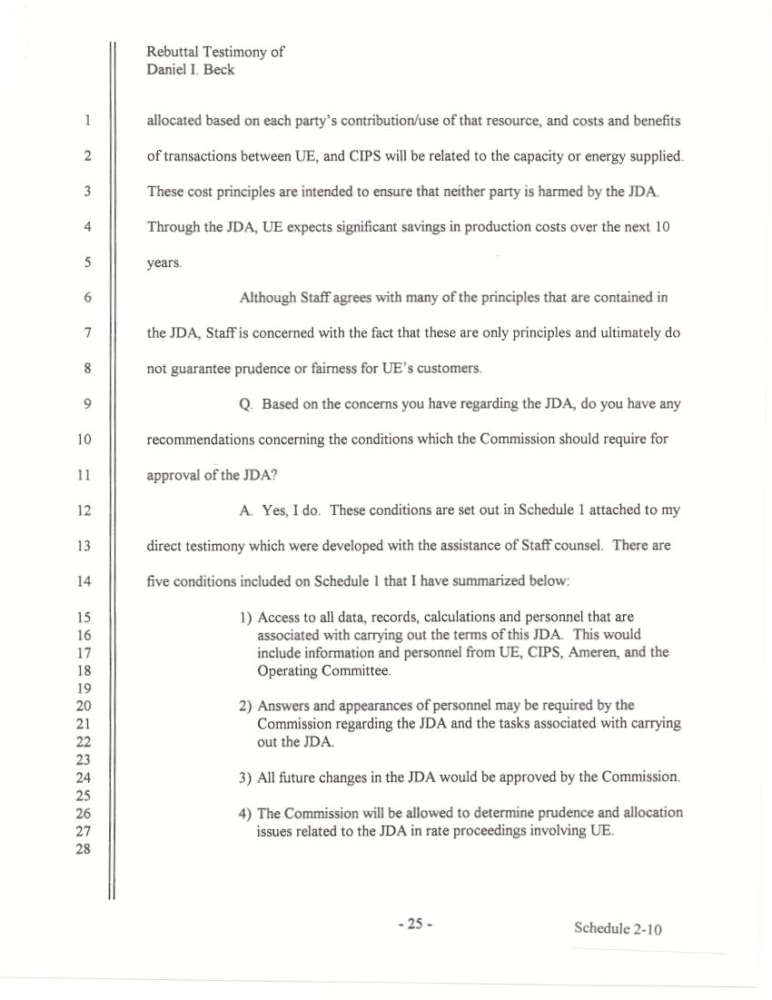 Rebuttal Testimony of
Daniel I. Beck
1 allocated based on each party's contribution/use of that resource, and costs and benefits
2 of transactions between UE, and CIPS will be related to the capacity or energy supplied.
3 These cost principles are intended to ensure that neither party is harmed by the JDA.
4 Through the JDA, UE expects significant savings in production costs over the next 10
5 years.
6 Although Staff agrees with many of the principles that are contained in
7 the JDA, Staff is concerned with the fact that these are only principles and ultimately do
8 not guarantee prudence or fairness for UE's customers.
9 Q. Based on the concerns you have regarding the JDA, do you have any
10 recommendations concerning the conditions which the Commission should require for
11 approval of the JDA?
12 A. Yes, I do. These conditions are set out in Schedule 1 attached to my
13 direct testimony which were developed with the assistance of Staff counsel. There are
14 five conditions included on Schedule 1 that I have summarized below:
15 1) Access to all data, records, calculations and personnel that are
16 associated with carrying out the terms of this JDA. This would
17 include information and personnel from UE, CIPS, Ameren, and the
18 Operating Committee.
19
20 2) Answers and appearances of personnel may be required by the
21 Commission regarding the JDA and the tasks associated with carrying
22 out the JDA.
23
24 3) All future changes in the JDA would be approved by the Commission.
25
26 4) The Commission will be allowed to determine prudence and allocation
27 issues related to the JDA in rate proceedings involving UE.
28
- 25 -
Schedule 2-10